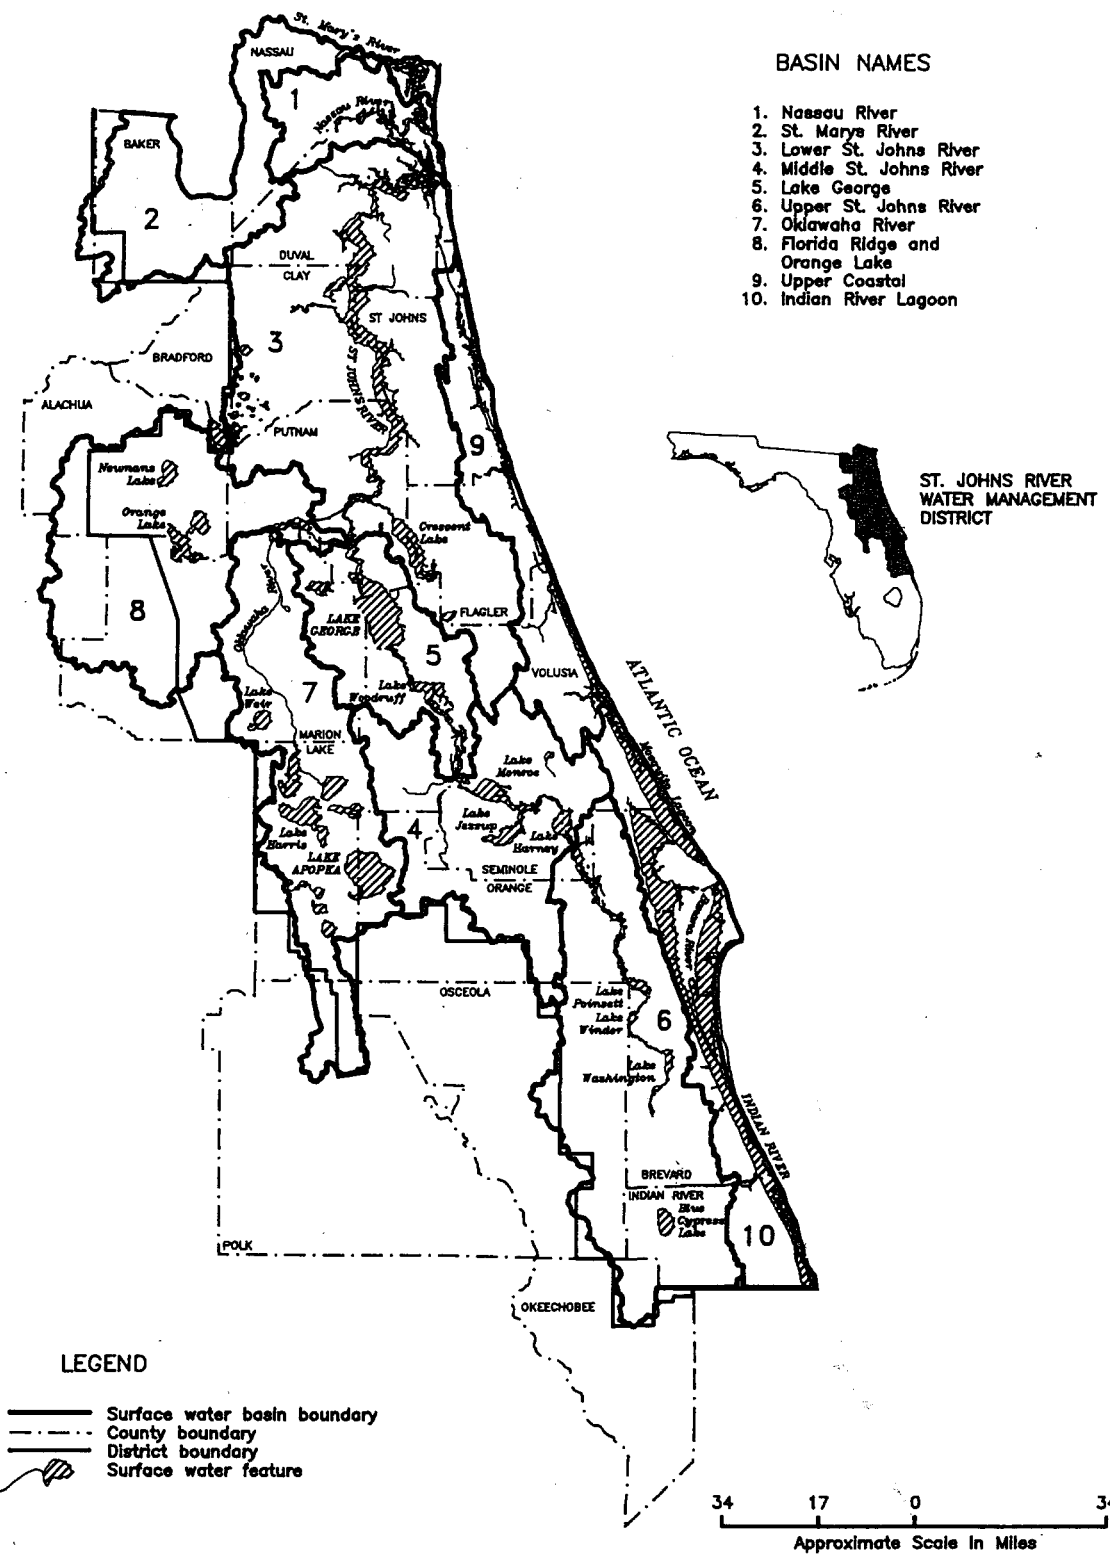 St. Mary's River
NASSAU
1
Nassau River
BAKER
2
DUVAL
CLAY
ST JOHNS
3
BRADFORD
ST JOHNS RIVER
ALACHUA
PUTNAM
9
Newnans
Lake
Orange
Lake
Crescent
Lake
Oklawaha River
8
LAKE
GEORGE
FLAGLER
5
VOLUSIA
7
Lake
Woodruff
Lake
Weir
MARION
LAKE
ATLANTIC OCEAN
Mosquito Lagoon
Lake
Monroe
Lake
Jessup
Lake
Harney
4
Lake
Harris
LAKE
APOPKA
SEMINOLE
ORANGE
Banana River
OSCEOLA
Lake
Poinsett
Lake
Winder
6
Lake
Washington
INDIAN RIVER
BREVARD
INDIAN RIVER
Blue
Cypress
Lake
10
POLK
OKEECHOBEE
BASIN NAMES
1. Nassau River
2. St. Marys River
3. Lower St. Johns River
4. Middle St. Johns River
5. Lake George
6. Upper St. Johns River
7. Oklawaha River
8. Florida Ridge and
Orange Lake
9. Upper Coastal
10. Indian River Lagoon
ST. JOHNS RIVER
WATER MANAGEMENT
DISTRICT
LEGEND
Surface water basin boundary
County boundary
District boundary
Surface water feature
34 17 0 34
Approximate Scale In Miles